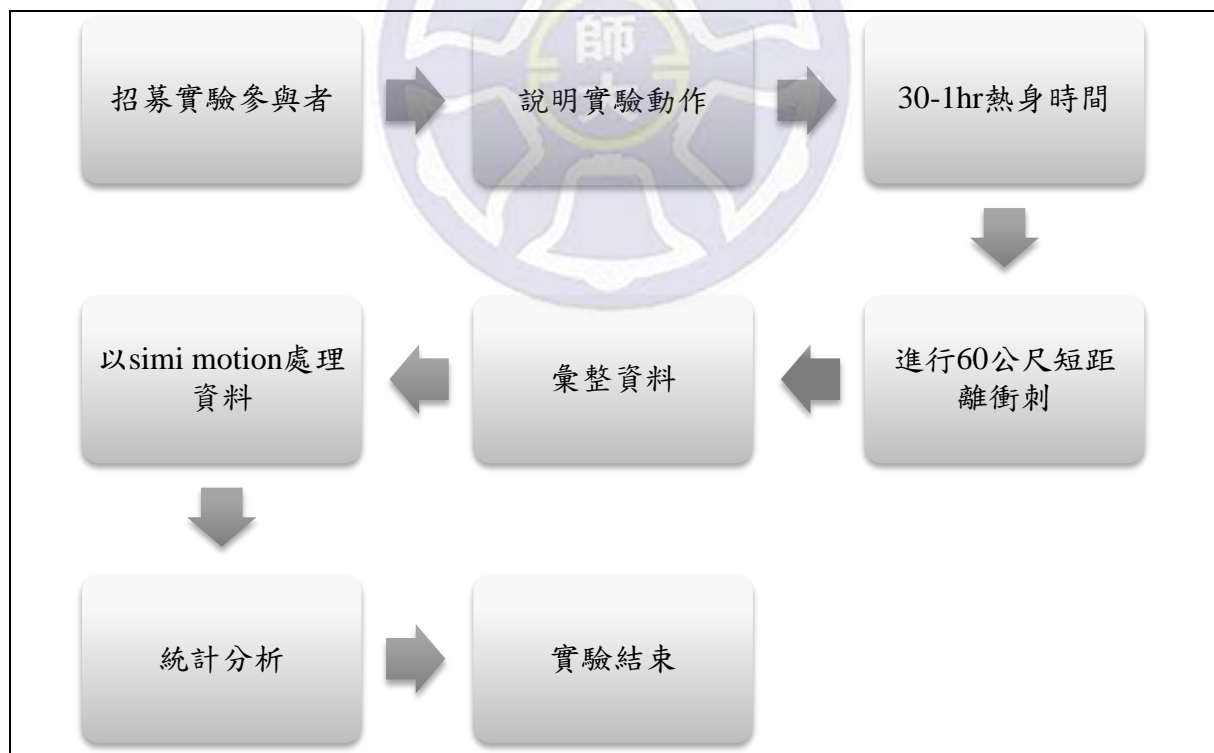 師大
招募實驗參與者
說明實驗動作
30-1hr熱身時間
進行60公尺短距
離衝刺
彙整資料
以simi motion處理
資料
統計分析
實驗結束